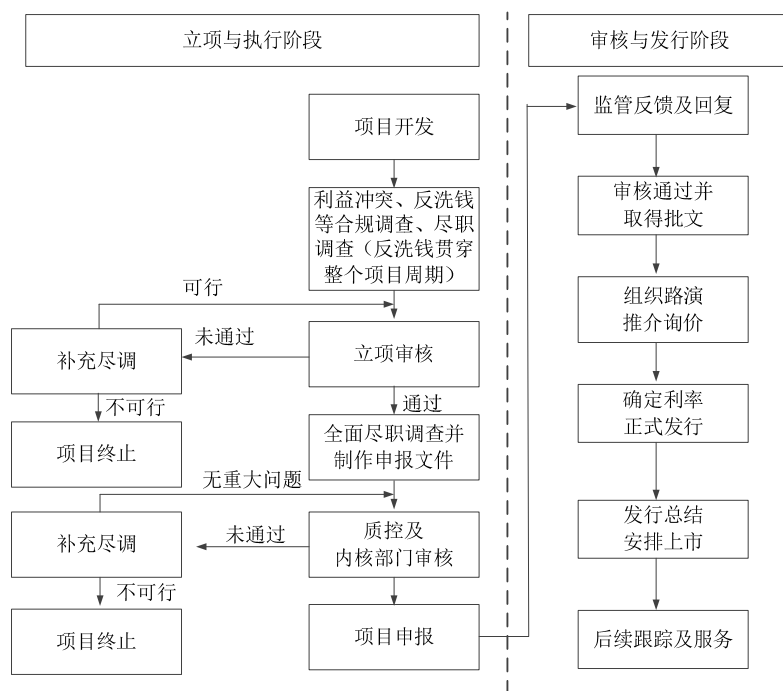 立项与执行阶段
审核与发行阶段
项目开发
利益冲突、反洗钱
等合规调查、尽职
调查（反洗钱贯穿
整个项目周期）
可行
未通过
补充尽调
立项审核
不可行
通过
项目终止
全面尽职调查并
制作申报文件
无重大问题
未通过
补充尽调
质控及
内核部门审核
不可行
项目终止
项目申报
监管反馈及回复
审核通过并
取得批文
组织路演
推介询价
确定利率
正式发行
发行总结
安排上市
后续跟踪及服务